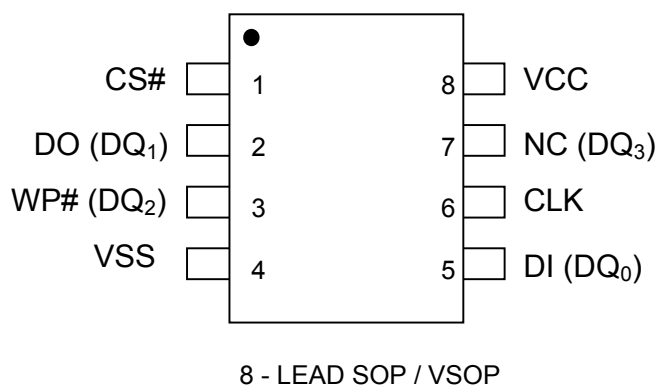 CS# 1 8 VCC
DO (DQ₁) 2 7 NC (DQ₃)
WP# (DQ₂) 3 6 CLK
VSS 4 5 DI (DQ₀)
8 - LEAD SOP / VSOP